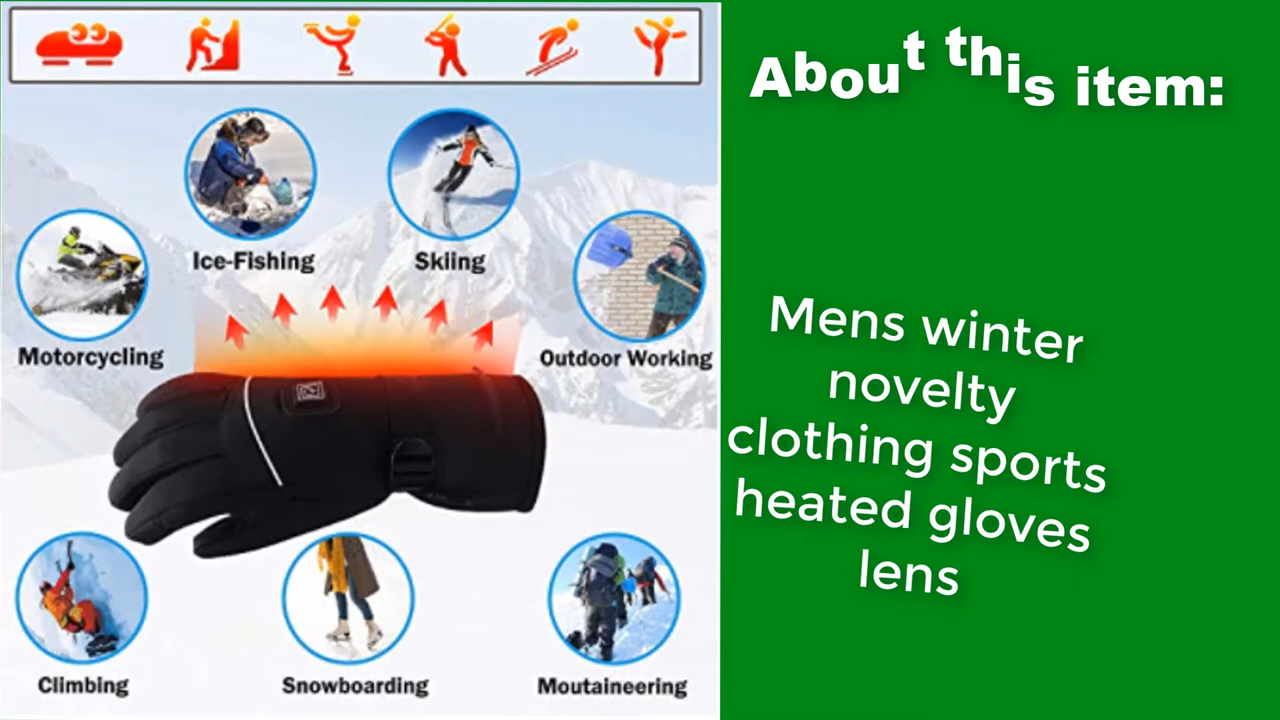 About this item:
Ice-Fishing
Skiing
Motorcycling
Outdoor Working
Mens winter
novelty
clothing sports
heated gloves
lens
Climbing
Snowboarding
Moutaineering